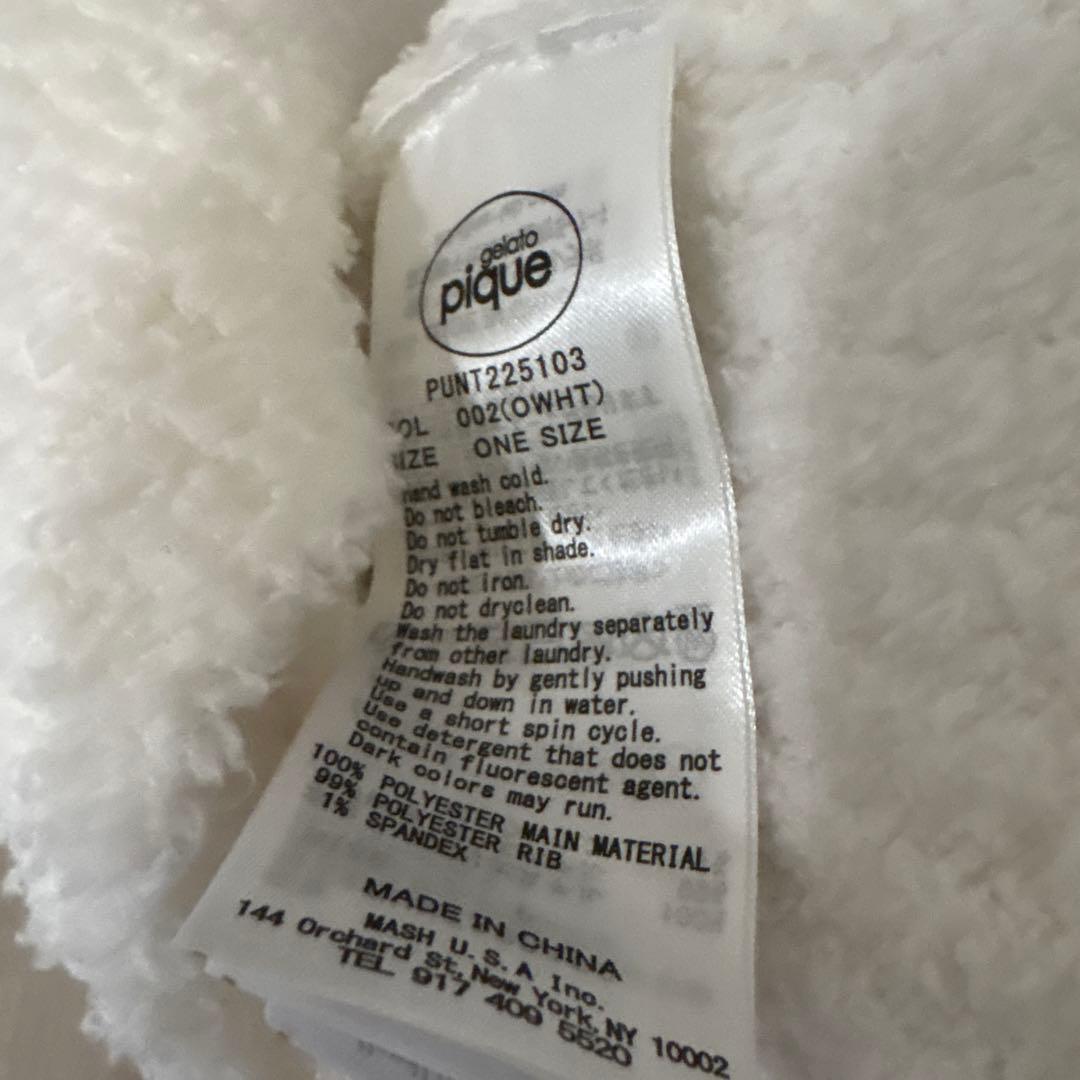 gelato
pique
PUNT225103
OL 002(OWHT)
IZE ONE SIZE
and wash cold.
Do not bleach.
Do not tumble dry.
Dry flat in shade.
Do not iron.
Do not dryclean.
Wash the laundry separately
from other laundry.
Handwash by gently pushing
up and down in water.
Use a short spin cycle.
Use detergent that does not
contain fluorescent agent.
Dark colors may run.
100% POLYESTER MAIN MATERIAL
99% POLYESTER RIB
1% SPANDEX
MADE IN CHINA
MASH U.S.A Inc.
144 Orchard St., New York, NY 10002
TEL 917 409 5520